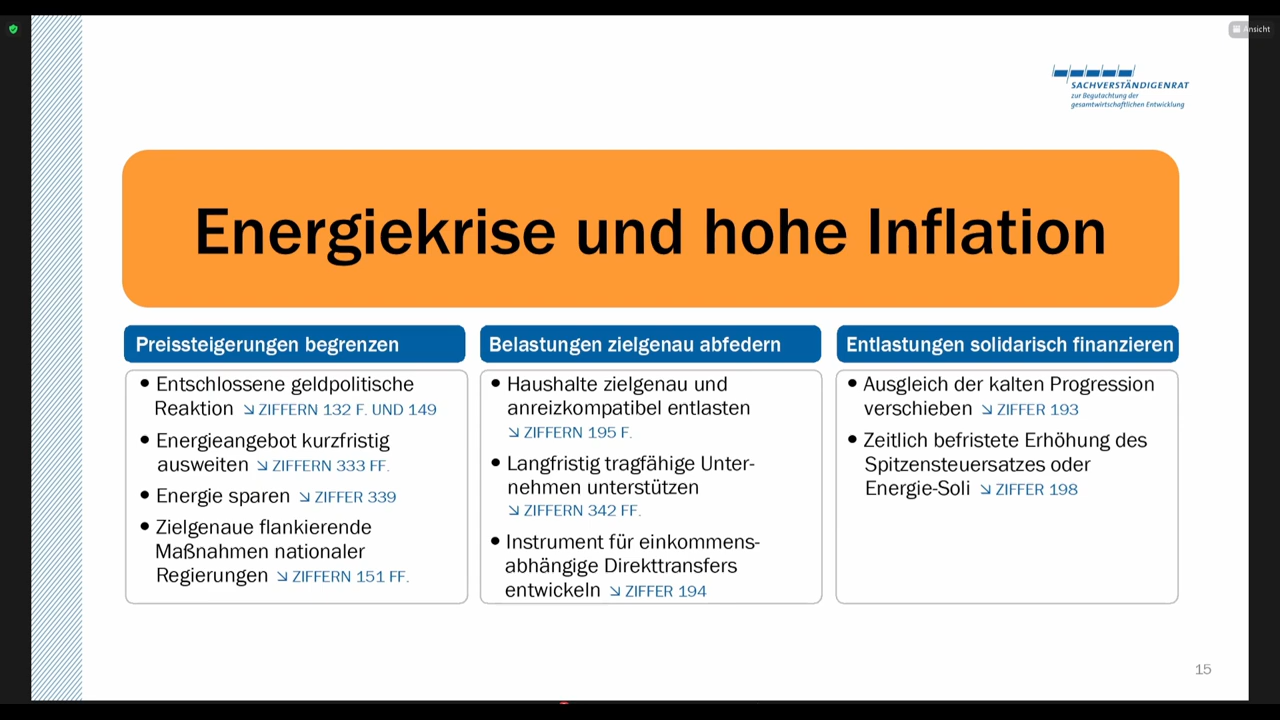 Ansicht
SACHVERSTÄNDIGENRAT
zur Begutachtung der
gesamtwirtschaftlichen Entwicklung
Energiekrise und hohe Inflation
Preissteigerungen begrenzen
• Entschlossene geldpolitische
Reaktion ↘ ZIFFERN 132 F. UND 149
• Energieangebot kurzfristig
ausweiten ↘ ZIFFERN 333 FF.
• Energie sparen ↘ ZIFFER 339
• Zielgenaue flankierende
Maßnahmen nationaler
Regierungen ↘ ZIFFERN 151 FF.
Belastungen zielgenau abfedern
• Haushalte zielgenau und
anreizkompatibel entlasten
↘ ZIFFERN 195 F.
• Langfristig tragfähige Unter-
nehmen unterstützen
↘ ZIFFERN 342 FF.
• Instrument für einkommens-
abhängige Direkttransfers
entwickeln ↘ ZIFFER 194
Entlastungen solidarisch finanzieren
• Ausgleich der kalten Progression
verschieben ↘ ZIFFER 193
• Zeitlich befristete Erhöhung des
Spitzensteuersatzes oder
Energie-Soli ↘ ZIFFER 198
15